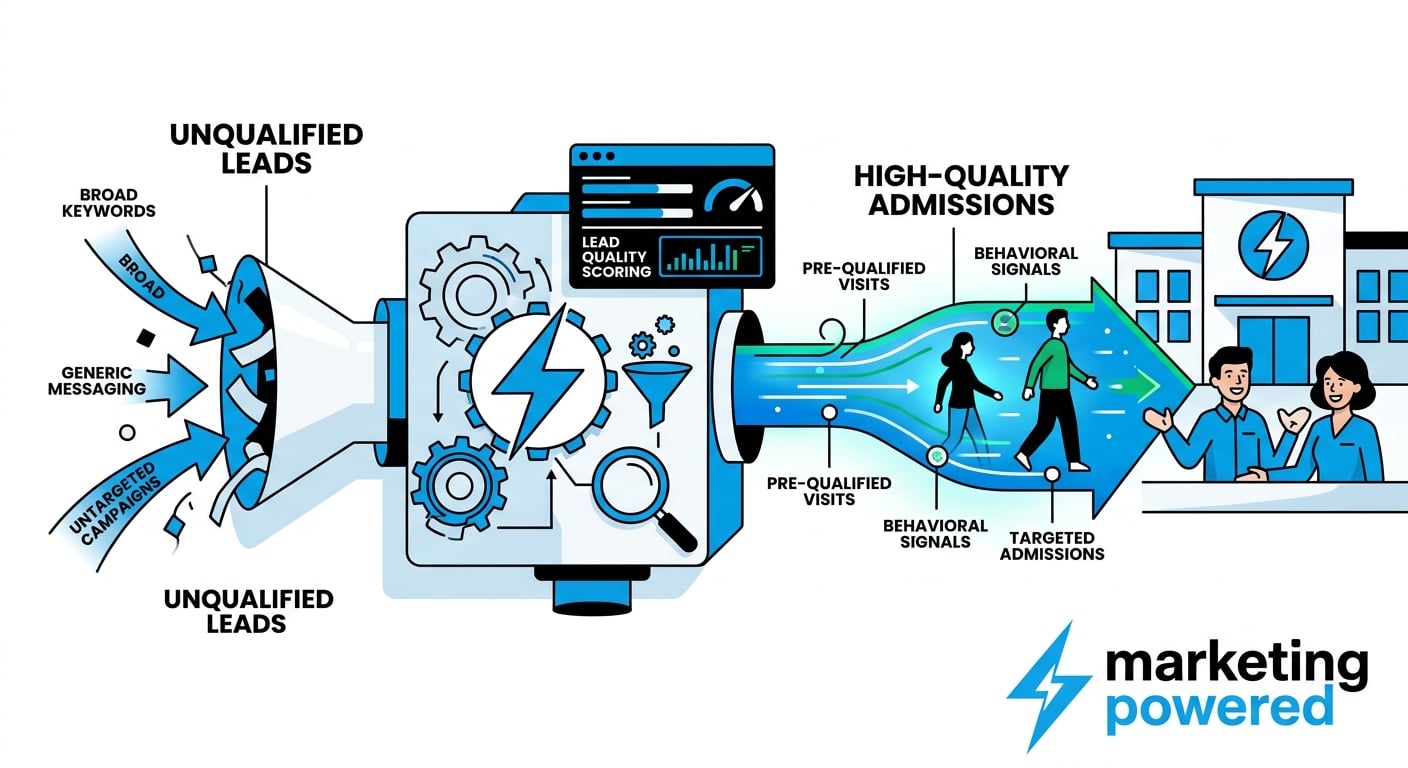 UNQUALIFIED
LEADS
BROAD
KEYWORDS
BROAD
GENERIC
MESSAGING
UNTARGETED
CAMPAIGNS
UNQUALIFIED
LEADS
LEAD
QUALITY
SCORING
HIGH-QUALITY
ADMISSIONS
PRE-QUALIFIED
VISITS
BEHAVIORAL
SIGNALS
PRE-QUALIFIED
VISITS
BEHAVIORAL
SIGNALS
TARGETED
ADMISSIONS
marketing
powered